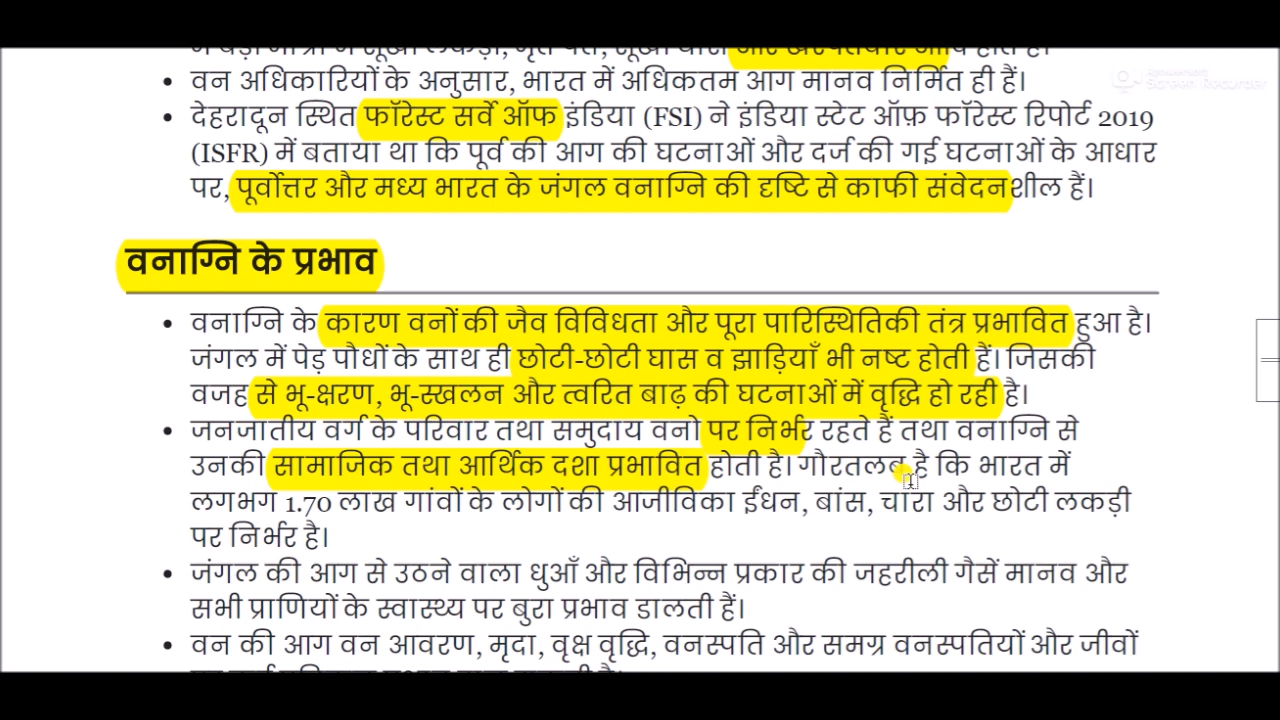 • वन अधिकारियों के अनुसार, भारत में अधिकतम आग मानव निर्मित ही हैं।
• देहरादून स्थित फॉरेस्ट सर्वे ऑफ इंडिया (FSI) ने इंडिया स्टेट ऑफ़ फॉरेस्ट रिपोर्ट 2019
(ISFR) में बताया था कि पूर्व की आग की घटनाओं और दर्ज की गई घटनाओं के आधार
पर, पूर्वोत्तर और मध्य भारत के जंगल वनाग्नि की दृष्टि से काफी संवेदनशील हैं।
वनाग्नि के प्रभाव
• वनाग्नि के कारण वनों की जैव विविधता और पूरा पारिस्थितिकी तंत्र प्रभावित हुआ है।
जंगल में पेड़ पौधों के साथ ही छोटी-छोटी घास व झाड़ियाँ भी नष्ट होती हैं। जिसकी
वजह से भू-क्षरण, भू-स्खलन और त्वरित बाढ़ की घटनाओं में वृद्धि हो रही है।
• जनजातीय वर्ग के परिवार तथा समुदाय वनो पर निर्भर रहते हैं तथा वनाग्नि से
उनकी सामाजिक तथा आर्थिक दशा प्रभावित होती है। गौरतलब है कि भारत में
लगभग 1.70 लाख गांवों के लोगों की आजीविका ईंधन, बांस, चारा और छोटी लकड़ी
पर निर्भर है।
• जंगल की आग से उठने वाला धुआँ और विभिन्न प्रकार की जहरीली गैसें मानव और
सभी प्राणियों के स्वास्थ्य पर बुरा प्रभाव डालती हैं।
• वन की आग वन आवरण, मृदा, वृक्ष वृद्धि, वनस्पति और समग्र वनस्पतियों और जीवों
Screen Recorder